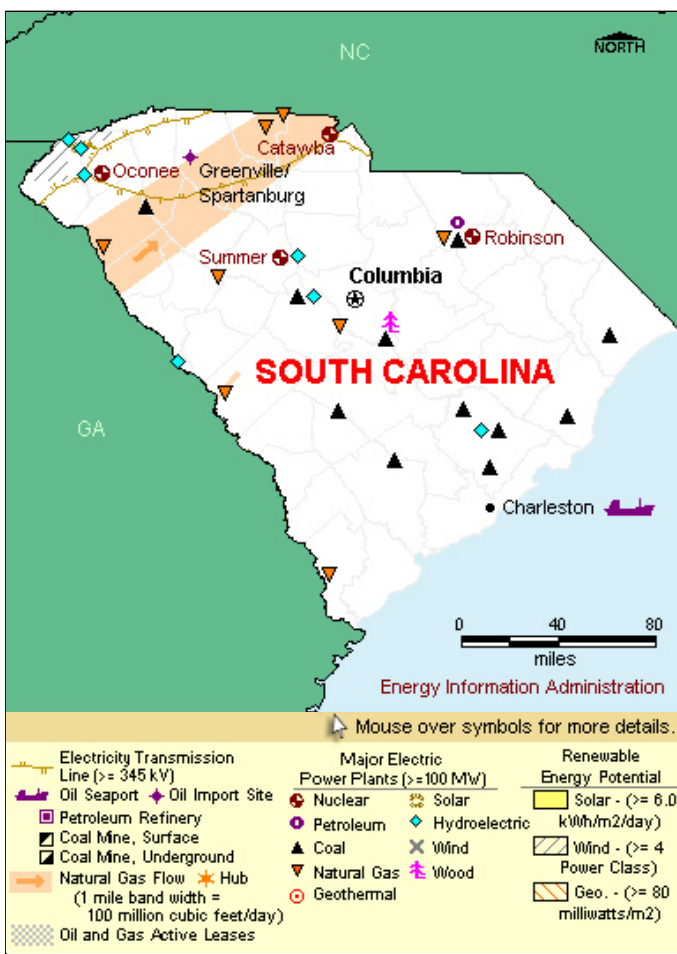 NC
NORTH
Catawba
Oconee
Greenville/
Spartanburg
Summer
Robinson
Columbia
SOUTH CAROLINA
GA
Charleston
0 40 80
miles
Energy Information Administration
Mouse over symbols for more details.
Electricity Transmission
Line (>= 345 kV)
Oil Seaport Oil Import Site
Petroleum Refinery
Coal Mine, Surface
Coal Mine, Underground
Natural Gas Flow Hub
(1 mile band width =
100 million cubic feet/day)
Oil and Gas Active Leases
Major Electric
Power Plants (>=100 MW)
Nuclear Solar
Petroleum Hydroelectric
Coal Wind
Natural Gas Wood
Geothermal
Renewable
Energy Potential
Solar - (>= 6.0
kWh/m2/day)
Wind - (>= 4
Power Class)
Geo. - (>= 80
milliwatts/m2)